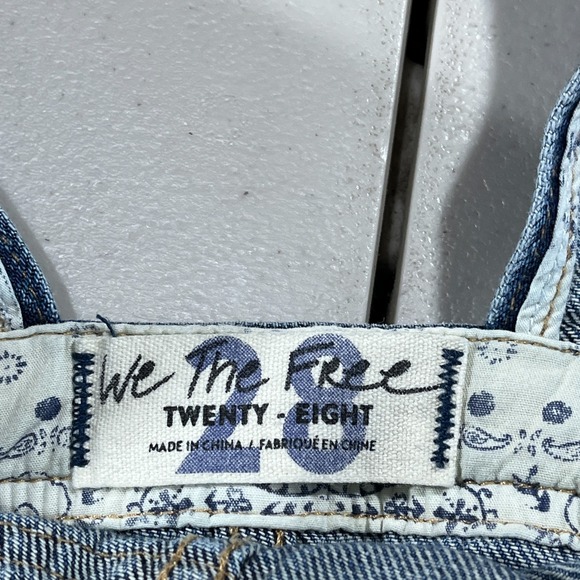 28
We The Free
TWENTY - EIGHT
MADE IN CHINA / FABRIQUÉ EN CHINE